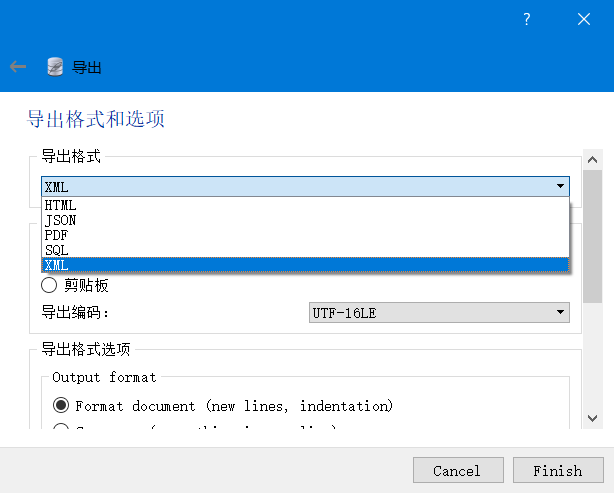 ?
导出
导出格式和选项
导出格式
XML
HTML
JSON
PDF
SQL
XML
剪贴板
导出编码:
UTF-16LE
导出格式选项
Output format
Format document (new lines, indentation)
Cancel
Finish